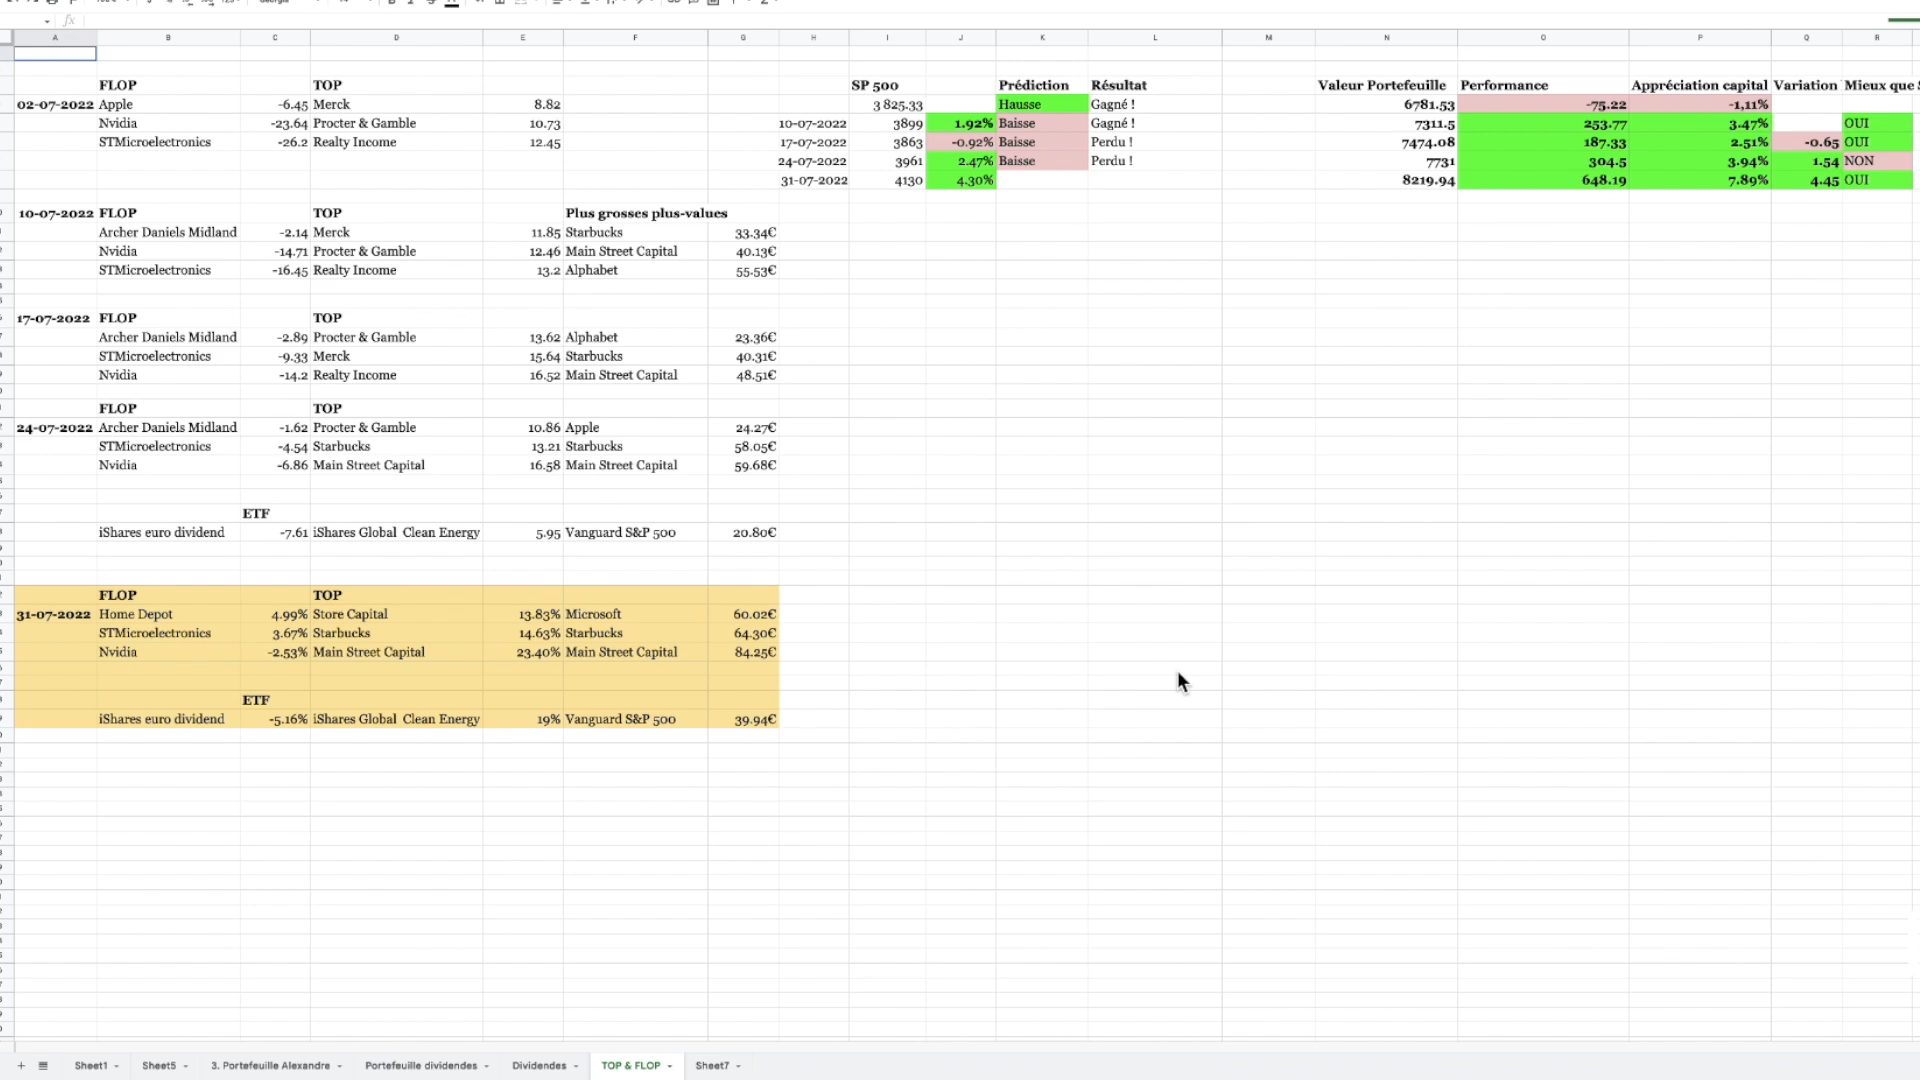 A B C D E F G H I J K L M N O P Q R
FLOP TOP SP 500 Prédiction Résultat Valeur Portefeuille Performance Appréciation capital Variation Mieux que
02-07-2022 Apple -6.45 Merck 8.82 3 825.33 Hausse Gagné ! 6781.53 -75.22 -1,11%
Nvidia -23.64 Procter & Gamble 10.73 10-07-2022 3899 1.92% Baisse Gagné ! 7311.5 253.77 3.47% OUI
STMicroelectronics -26.2 Realty Income 12.45 17-07-2022 3863 -0.92% Baisse Perdu ! 7474.08 187.33 2.51% -0.65 OUI
24-07-2022 3961 2.47% Baisse Perdu ! 7731 304.5 3.94% 1.54 NON
31-07-2022 4130 4.30% 8219.94 648.19 7.89% 4.45 OUI
10-07-2022 FLOP TOP Plus grosses plus-values
Archer Daniels Midland -2.14 Merck 11.85 Starbucks 33.34€
Nvidia -14.71 Procter & Gamble 12.46 Main Street Capital 40.13€
STMicroelectronics -16.45 Realty Income 13.2 Alphabet 55.53€
17-07-2022 FLOP TOP
Archer Daniels Midland -2.89 Procter & Gamble 13.62 Alphabet 23.36€
STMicroelectronics -9.33 Merck 15.64 Starbucks 40.31€
Nvidia -14.2 Realty Income 16.52 Main Street Capital 48.51€
FLOP TOP
24-07-2022 Archer Daniels Midland -1.62 Procter & Gamble 10.86 Apple 24.27€
STMicroelectronics -4.54 Starbucks 13.21 Starbucks 58.05€
Nvidia -6.86 Main Street Capital 16.58 Main Street Capital 59.68€
ETF
iShares euro dividend -7.61 iShares Global Clean Energy 5.95 Vanguard S&P 500 20.80€
FLOP TOP
31-07-2022 Home Depot 4.99% Store Capital 13.83% Microsoft 60.02€
STMicroelectronics 3.67% Starbucks 14.63% Starbucks 64.30€
Nvidia -2.53% Main Street Capital 23.40% Main Street Capital 84.25€
ETF
iShares euro dividend -5.16% iShares Global Clean Energy 19% Vanguard S&P 500 39.94€
Sheet1 Sheet5 3. Portefeuille Alexandre Portefeuille dividendes Dividendes TOP & FLOP Sheet7